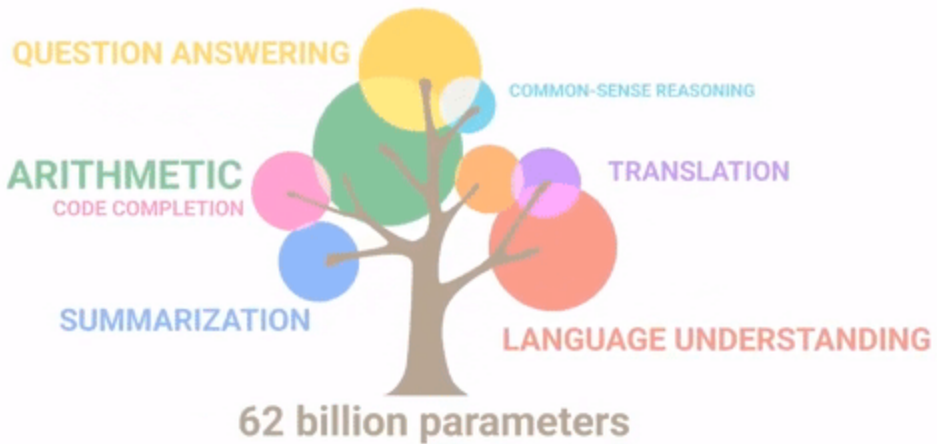 QUESTION ANSWERING
COMMON-SENSE REASONING
ARITHMETIC
TRANSLATION
CODE COMPLETION
SUMMARIZATION
LANGUAGE UNDERSTANDING
62 billion parameters